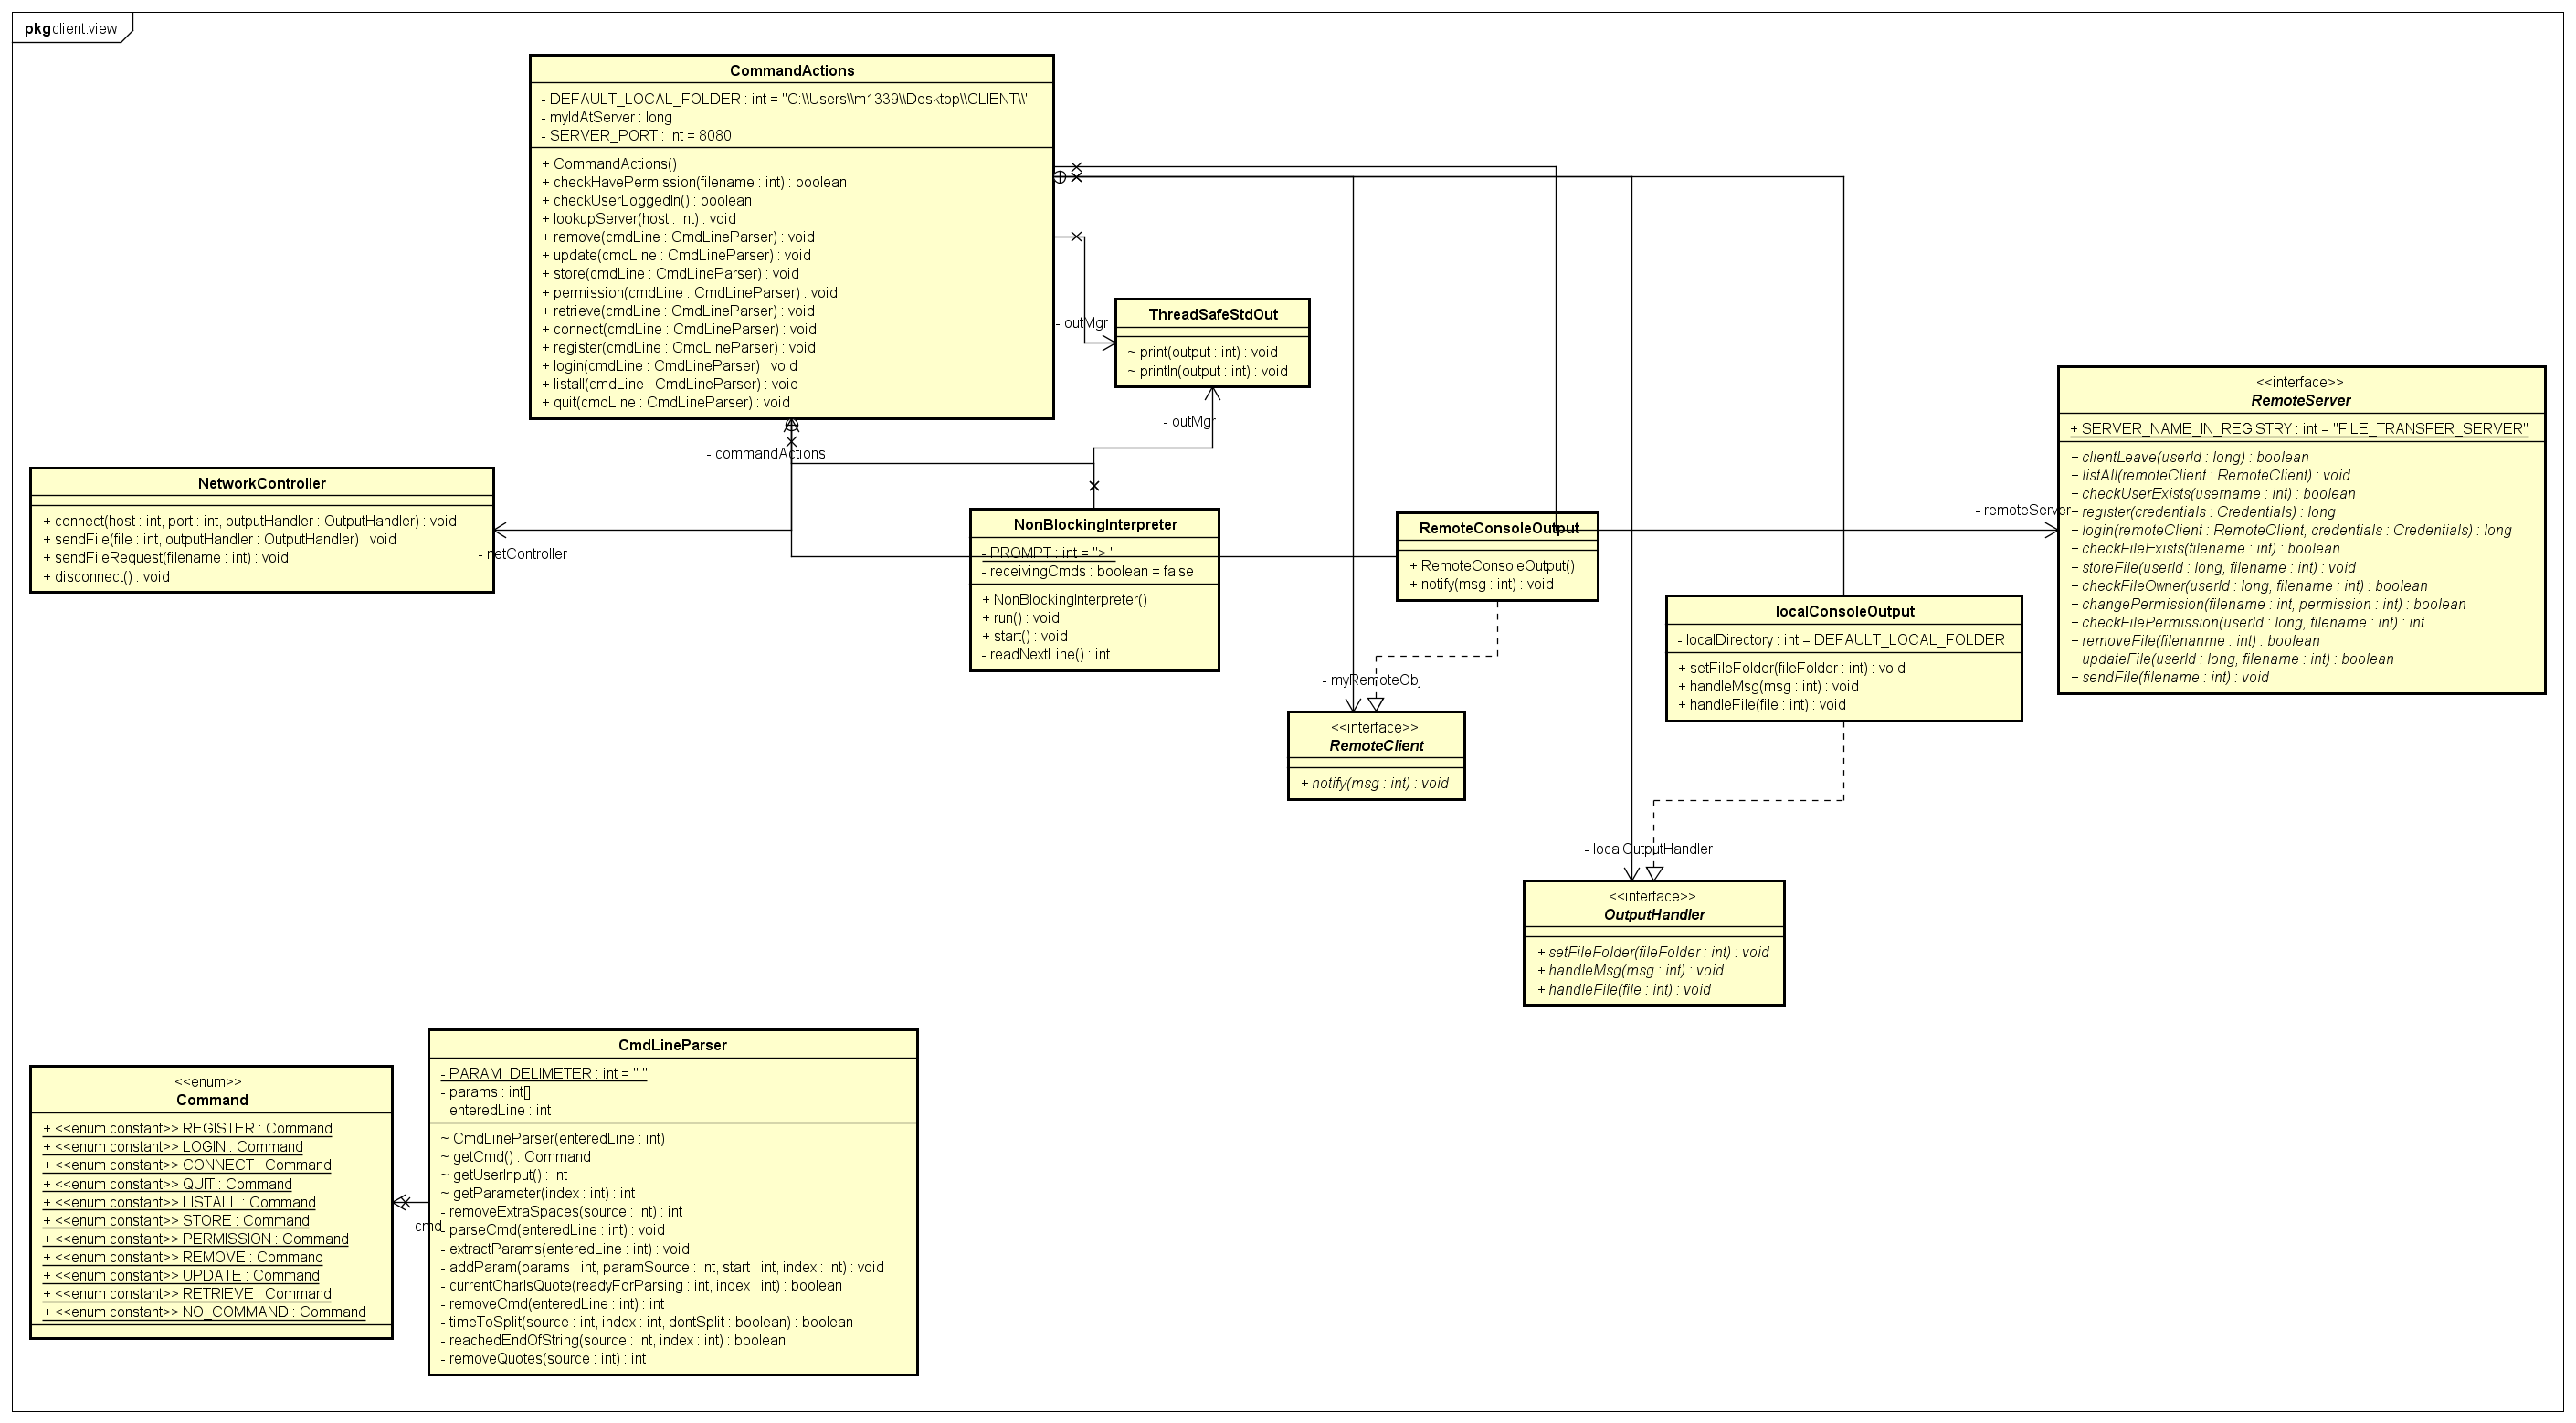 pkg client.view
CommandActions
- DEFAULT_LOCAL_FOLDER : int = "C:\\Users\\m1339\\Desktop\\CLIENT\\"
- myIdAtServer : long
- SERVER_PORT : int = 8080
+ CommandActions()
+ checkHavePermission(filename : int) : boolean
+ checkUserLoggedIn() : boolean
+ lookupServer(host : int) : void
+ remove(cmdLine : CmdLineParser) : void
+ update(cmdLine : CmdLineParser) : void
+ store(cmdLine : CmdLineParser) : void
+ permission(cmdLine : CmdLineParser) : void
+ retrieve(cmdLine : CmdLineParser) : void
+ connect(cmdLine : CmdLineParser) : void
+ register(cmdLine : CmdLineParser) : void
+ login(cmdLine : CmdLineParser) : void
+ listall(cmdLine : CmdLineParser) : void
+ quit(cmdLine : CmdLineParser) : void
- outMgr
ThreadSafeStdOut
~ print(output : int) : void
~ println(output : int) : void
- outMgr
- commandActions
NetworkController
+ connect(host : int, port : int, outputHandler : OutputHandler) : void
+ sendFile(file : int, outputHandler : OutputHandler) : void
+ sendFileRequest(filename : int) : void
+ disconnect() : void
- netController
NonBlockingInterpreter
- PROMPT : int = "> "
- receivingCmds : boolean = false
+ NonBlockingInterpreter()
+ run() : void
+ start() : void
- readNextLine() : int
RemoteConsoleOutput
+ RemoteConsoleOutput()
+ notify(msg : int) : void
- remoteServer
<<interface>>
RemoteServer
+ SERVER_NAME_IN_REGISTRY : int = "FILE_TRANSFER_SERVER"
+ clientLeave(userId : long) : boolean
+ listAll(remoteClient : RemoteClient) : void
+ checkUserExists(username : int) : boolean
+ register(credentials : Credentials) : long
+ login(remoteClient : RemoteClient, credentials : Credentials) : long
+ checkFileExists(filename : int) : boolean
+ storeFile(userId : long, filename : int) : void
+ checkFileOwner(userId : long, filename : int) : boolean
+ changePermission(filename : int, permission : int) : boolean
+ checkFilePermission(userId : long, filename : int) : int
+ removeFile(filenanme : int) : boolean
+ updateFile(userId : long, filename : int) : boolean
+ sendFile(filename : int) : void
localConsoleOutput
- localDirectory : int = DEFAULT_LOCAL_FOLDER
+ setFileFolder(fileFolder : int) : void
+ handleMsg(msg : int) : void
+ handleFile(file : int) : void
- myRemoteObj
<<interface>>
RemoteClient
+ notify(msg : int) : void
- localOutputHandler
<<interface>>
OutputHandler
+ setFileFolder(fileFolder : int) : void
+ handleMsg(msg : int) : void
+ handleFile(file : int) : void
<<enum>>
Command
+ <<enum constant>> REGISTER : Command
+ <<enum constant>> LOGIN : Command
+ <<enum constant>> CONNECT : Command
+ <<enum constant>> QUIT : Command
+ <<enum constant>> LISTALL : Command
+ <<enum constant>> STORE : Command
+ <<enum constant>> PERMISSION : Command
+ <<enum constant>> REMOVE : Command
+ <<enum constant>> UPDATE : Command
+ <<enum constant>> RETRIEVE : Command
+ <<enum constant>> NO_COMMAND : Command
- cmd
CmdLineParser
- PARAM_DELIMETER : int = " "
- params : int[]
- enteredLine : int
~ CmdLineParser(enteredLine : int)
~ getCmd() : Command
~ getUserInput() : int
~ getParameter(index : int) : int
- removeExtraSpaces(source : int) : int
- parseCmd(enteredLine : int) : void
- extractParams(enteredLine : int) : void
- addParam(params : int, paramSource : int, start : int, index : int) : void
- currentCharIsQuote(readyForParsing : int, index : int) : boolean
- removeCmd(enteredLine : int) : int
- timeToSplit(source : int, index : int, dontSplit : boolean) : boolean
- reachedEndOfString(source : int, index : int) : boolean
- removeQuotes(source : int) : int